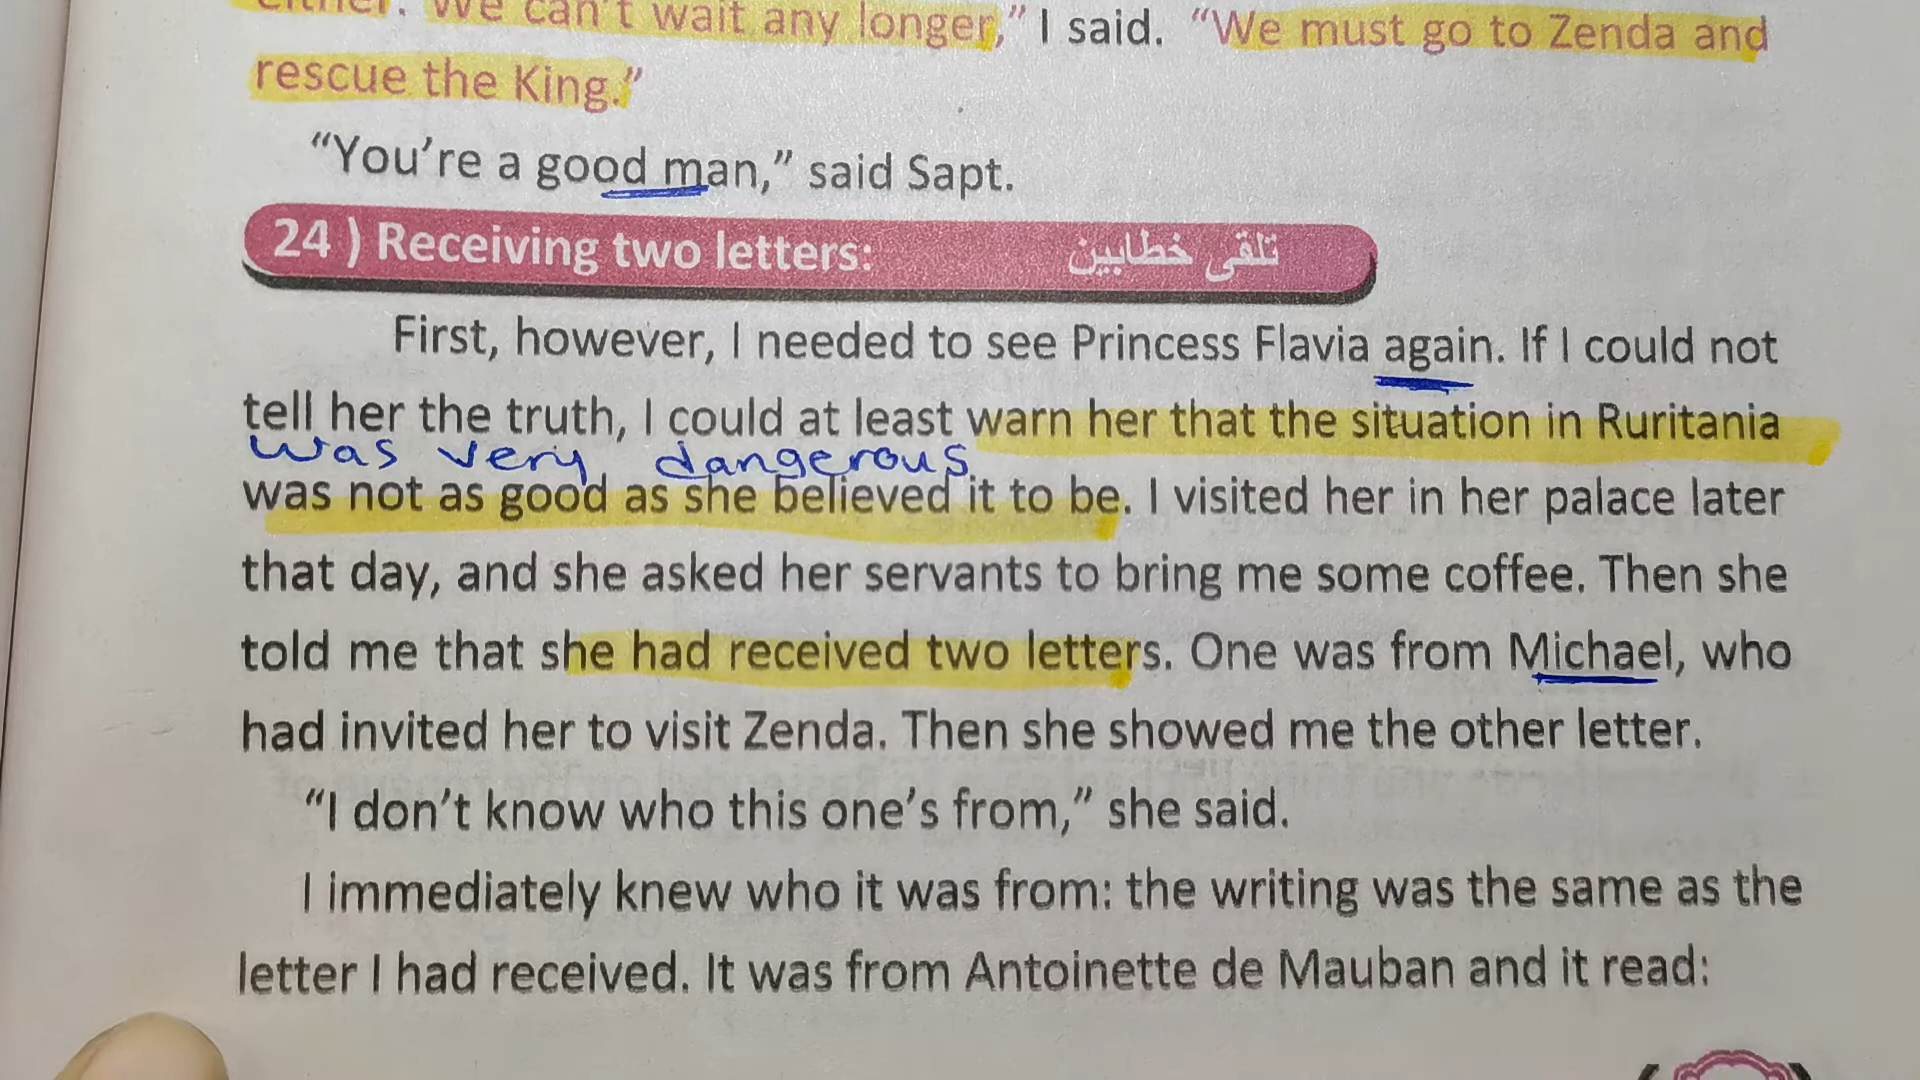 either. We can't wait any longer," I said. "We must go to Zenda and
rescue the King."
"You're a good man," said Sapt.
24 ) Receiving two letters: تلقى خطابين
First, however, I needed to see Princess Flavia again. If I could not
tell her the truth, I could at least warn her that the situation in Ruritania
was very dangerous
was not as good as she believed it to be. I visited her in her palace later
that day, and she asked her servants to bring me some coffee. Then she
told me that she had received two letters. One was from Michael, who
had invited her to visit Zenda. Then she showed me the other letter.
"I don't know who this one's from," she said.
I immediately knew who it was from: the writing was the same as the
letter I had received. It was from Antoinette de Mauban and it read: